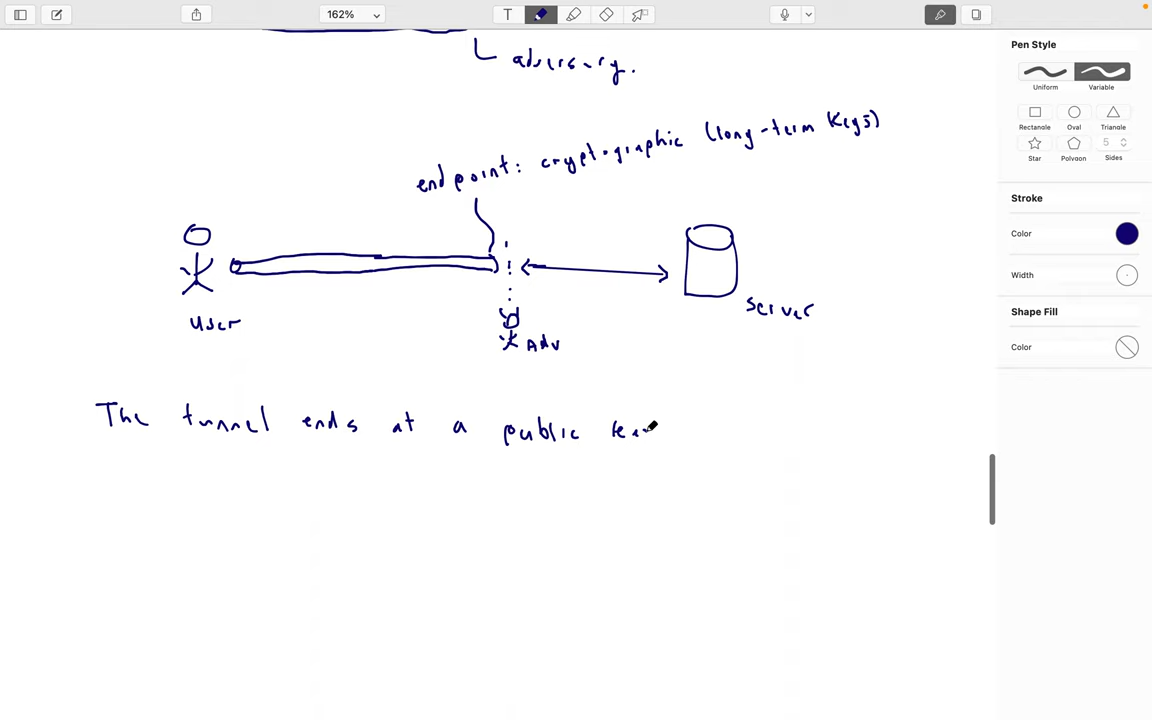 162%
T
adversary.
Pen Style
Uniform
Variable
endpoint: cryptographic (long-term keys)
Rectangle
Oval
Triangle
Star
Polygon
5
Sides
Stroke
Color
Width
User
Adv
Server
Shape Fill
Color
The tunnel ends at a public